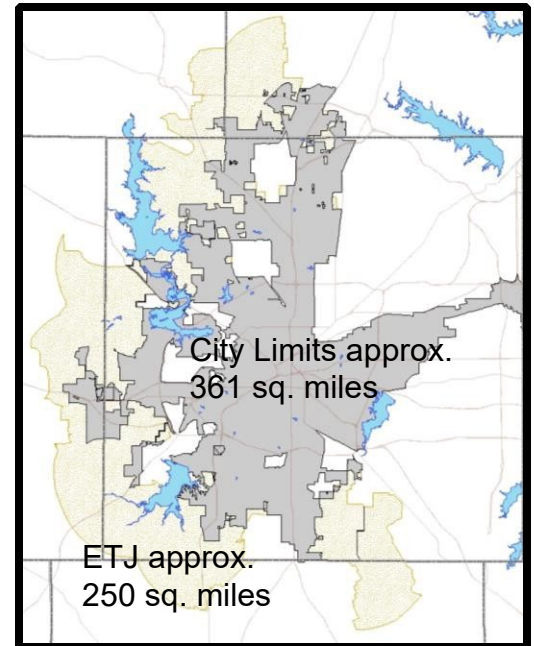 City Limits approx.
361 sq. miles
ETJ approx.
250 sq. miles